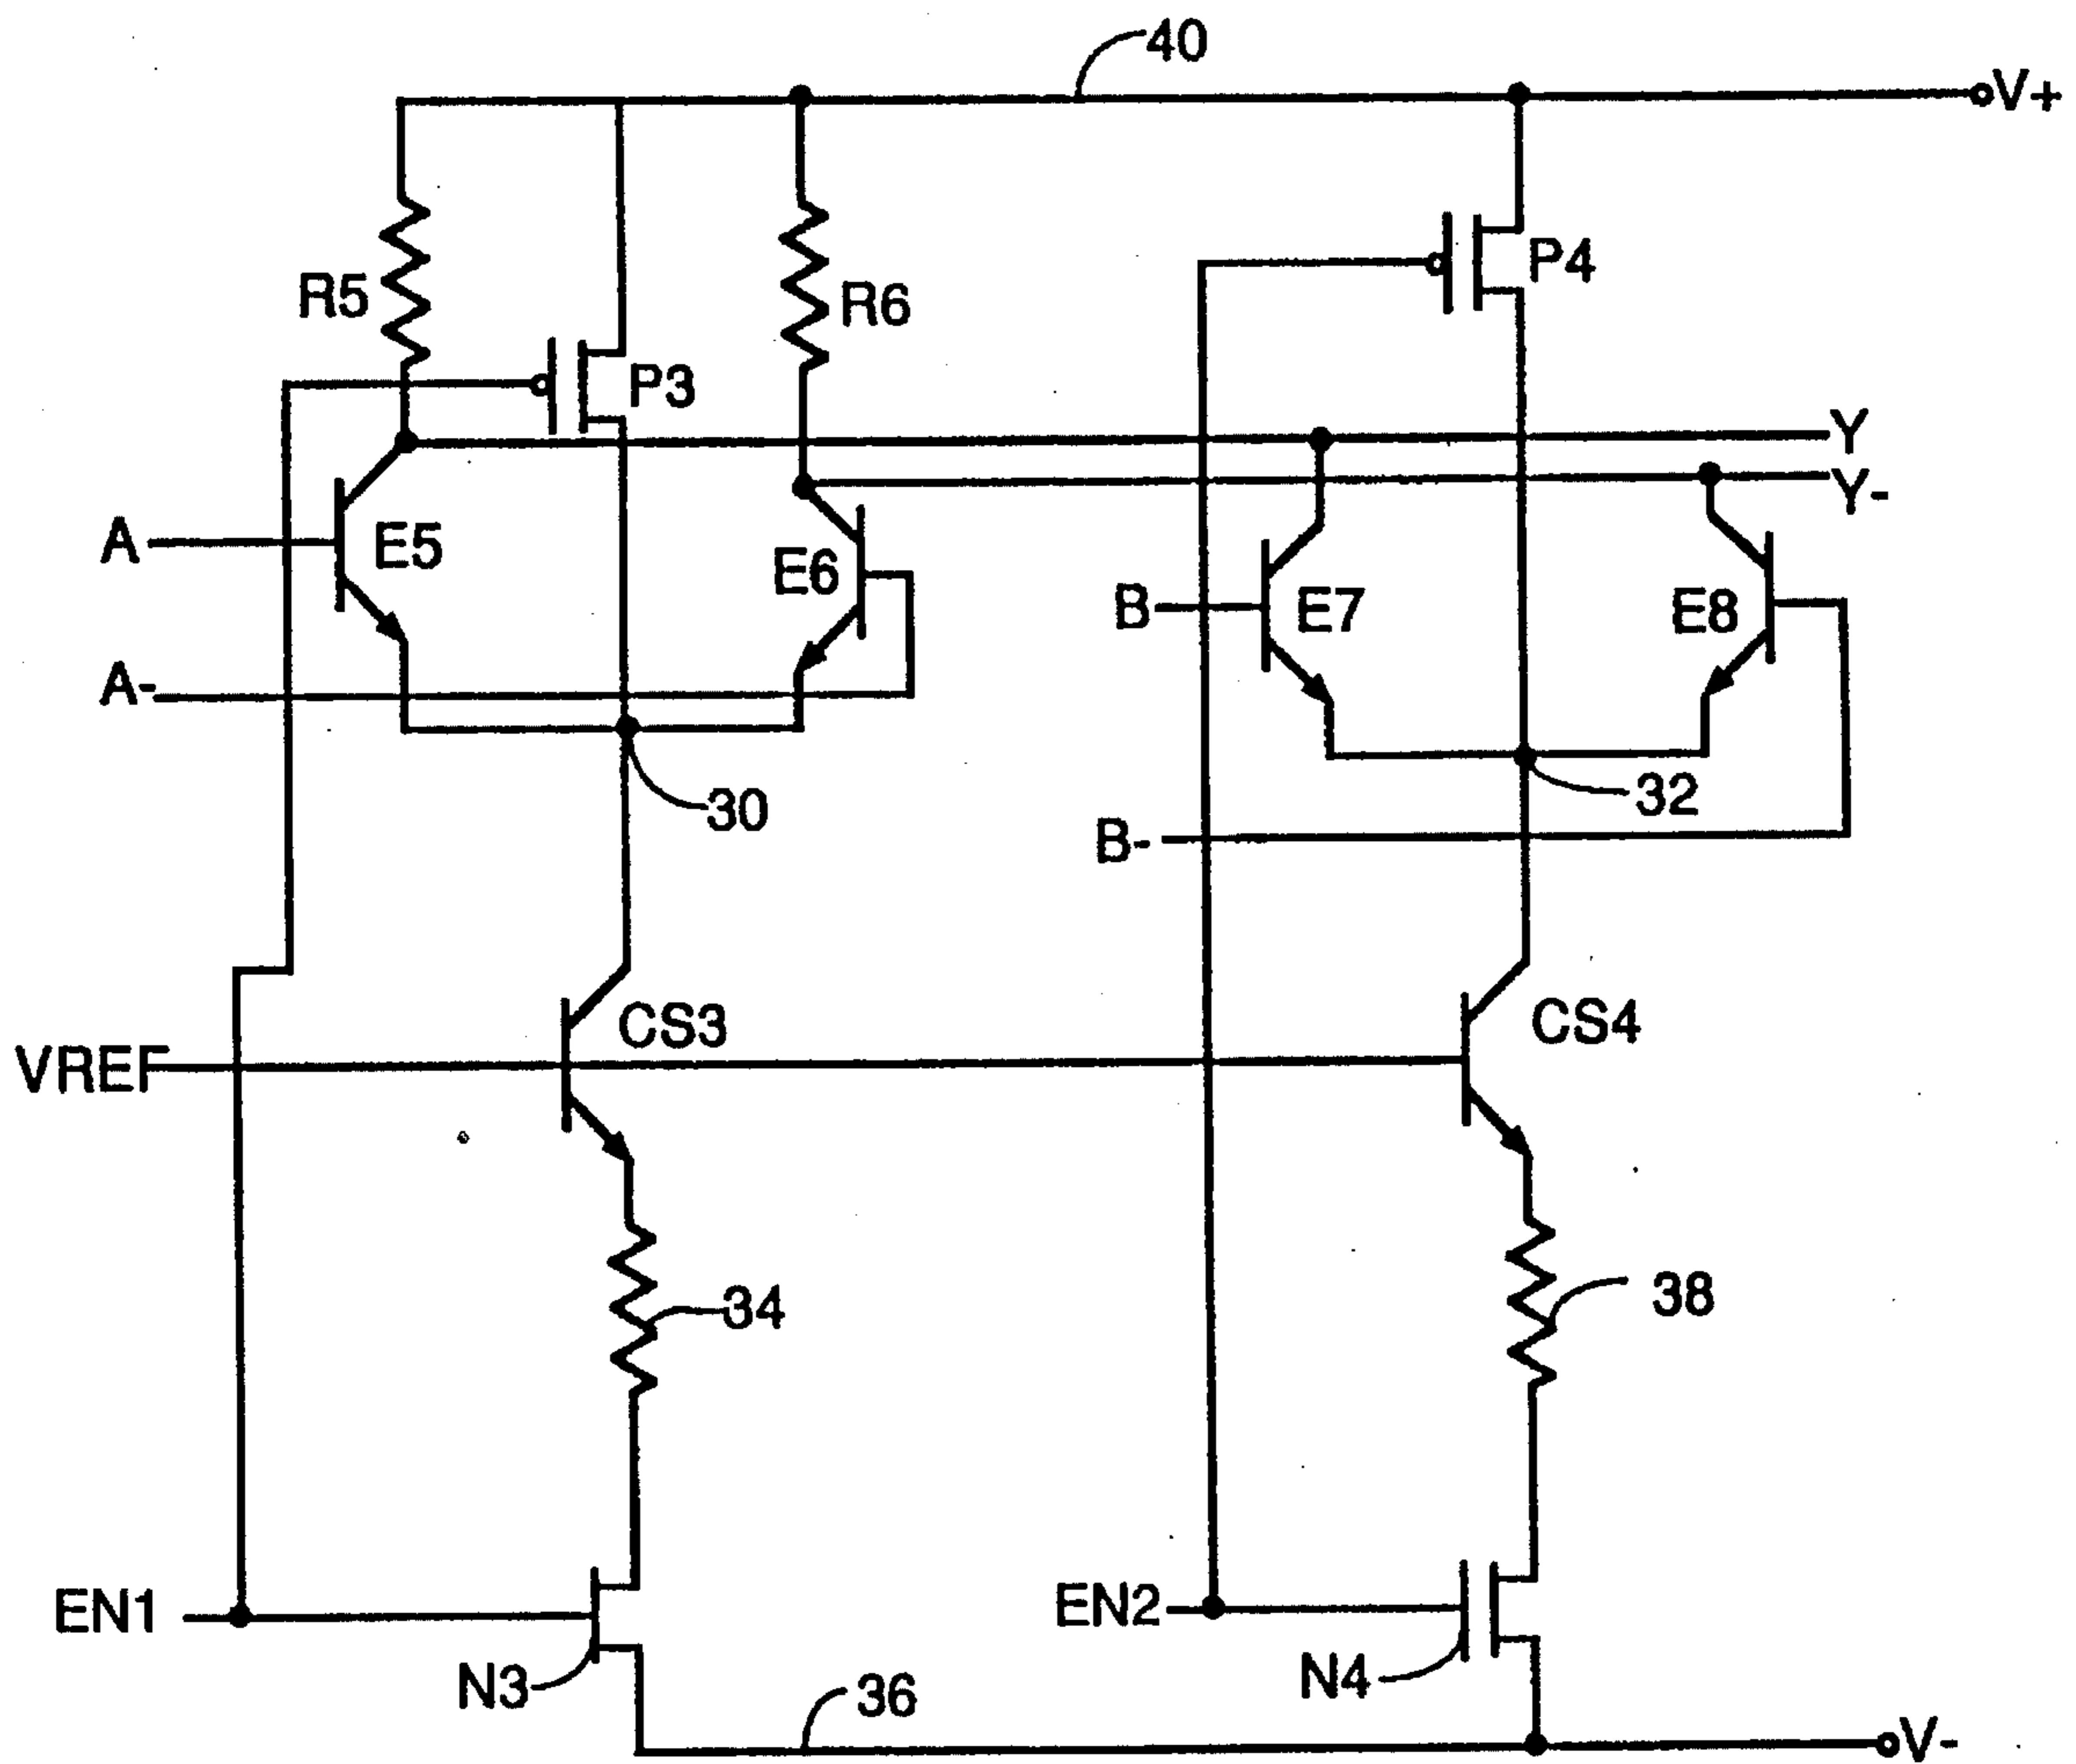 40
V+
P4
R5
R6
P3
Y
Y-
A
E5
E6
B
E7
E8
A-
30
32
B-
CS3
CS4
VREF
34
38
EN1
EN2
N3
N4
36
V-